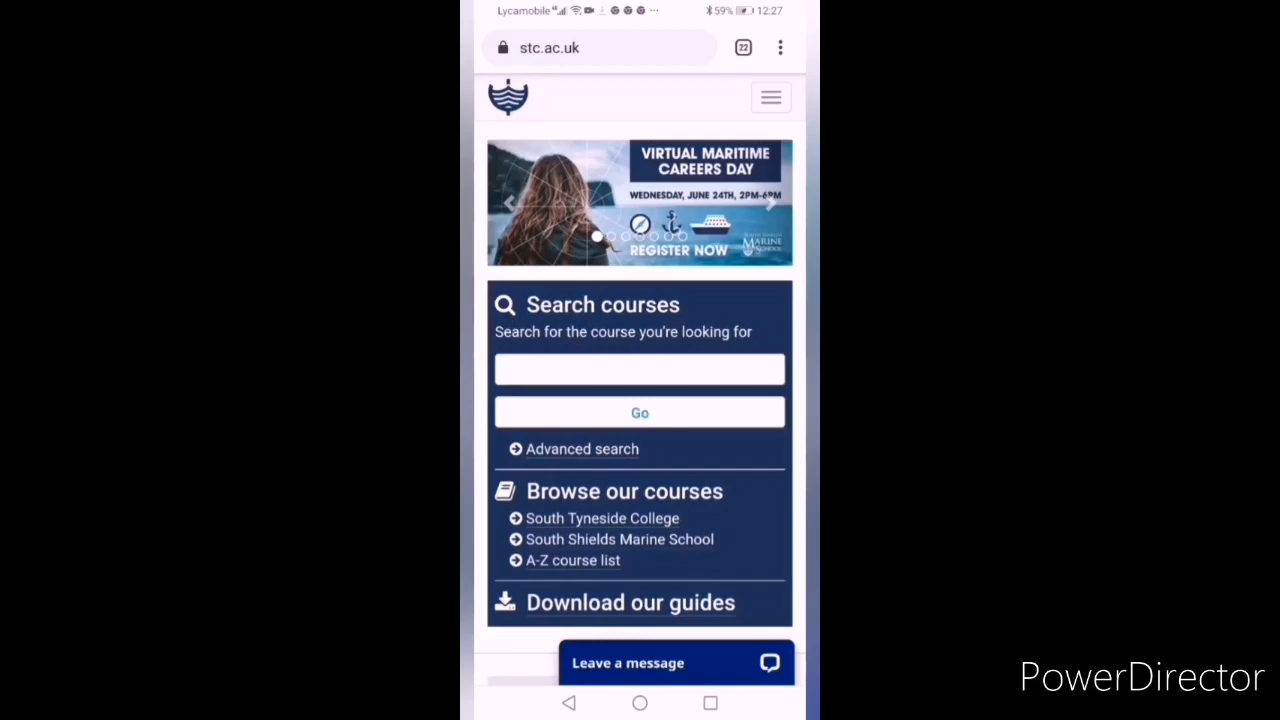 Lycamobile
59%
12:27
stc.ac.uk
22
VIRTUAL MARITIME
CAREERS DAY
WEDNESDAY, JUNE 24TH, 2PM-6PM
REGISTER NOW
MARINE
SCHOOL
Search courses
Search for the course you're looking for
Go
Advanced search
Browse our courses
South Tyneside College
South Shields Marine School
A-Z course list
Download our guides
Leave a message
PowerDirector